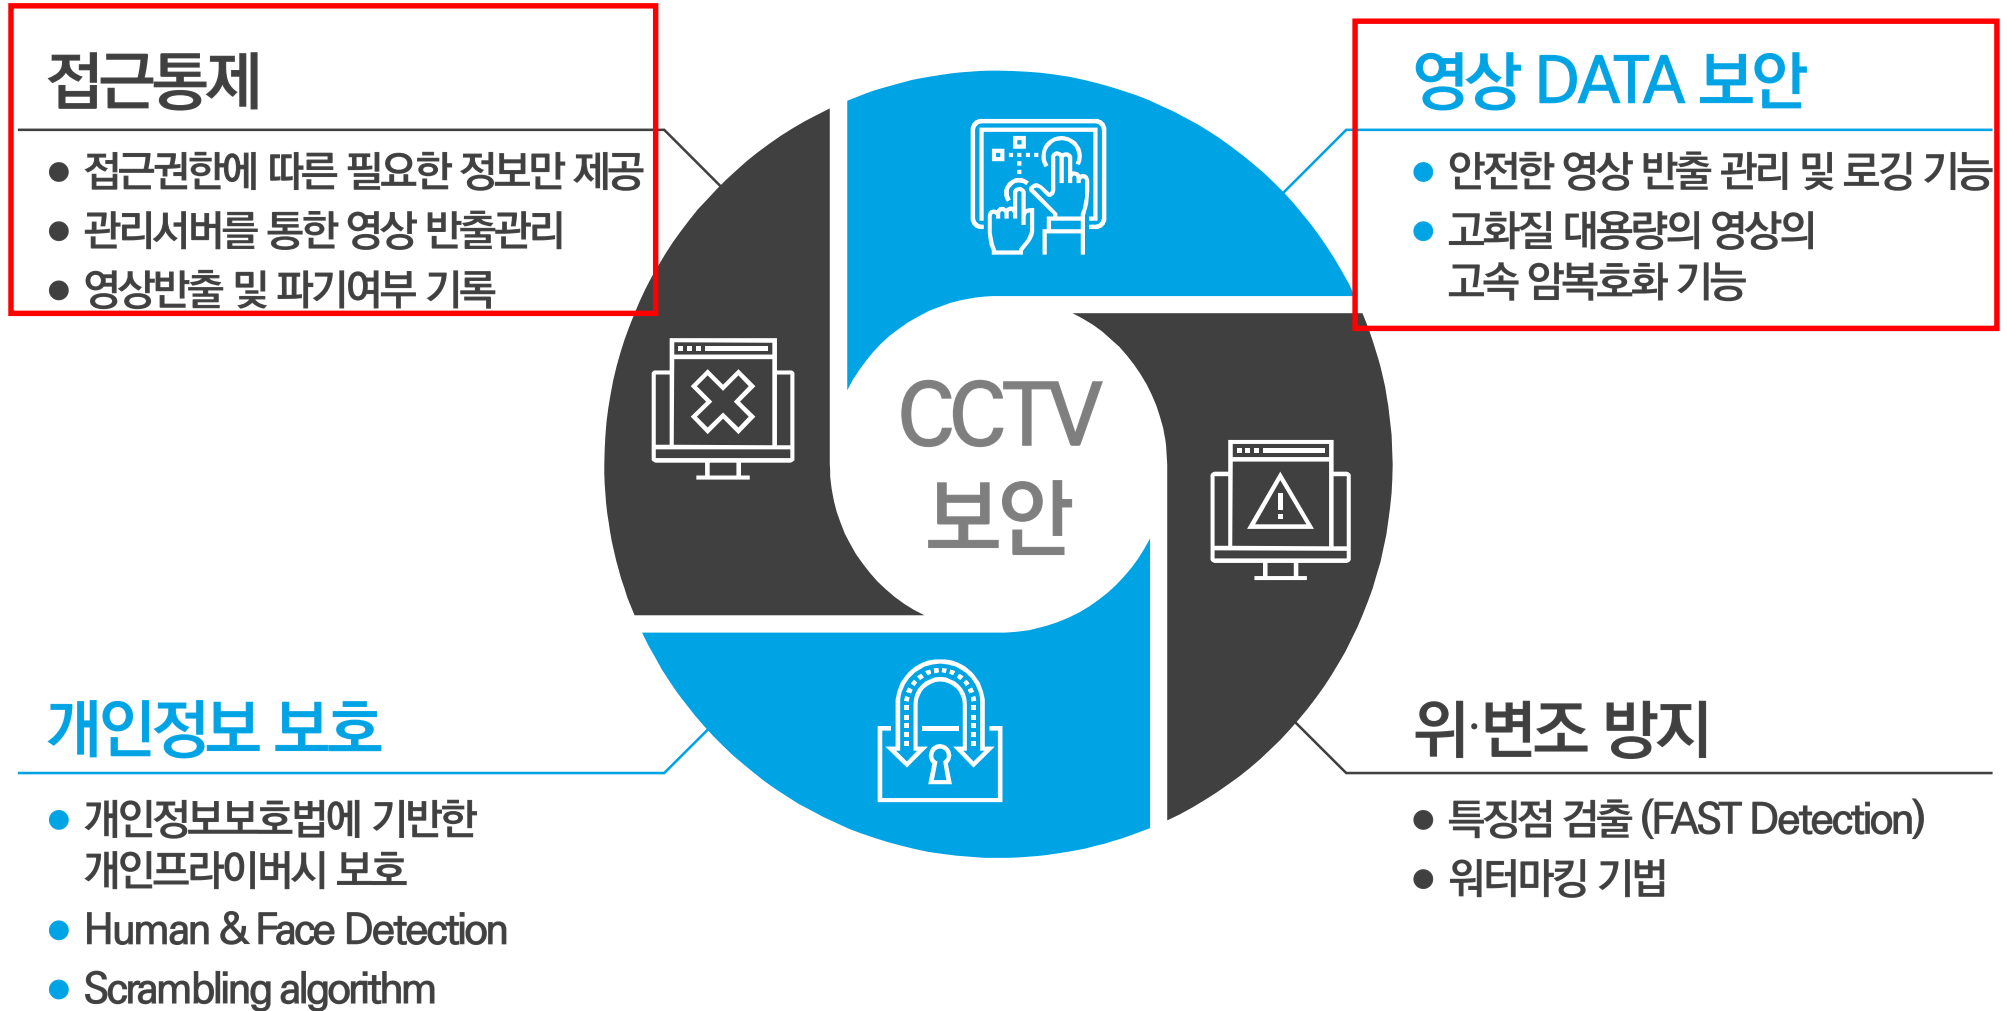 접근통제
● 접근권한에 따른 필요한 정보만 제공
● 관리서버를 통한 영상 반출관리
● 영상반출 및 파기여부 기록
영상 DATA 보안
● 안전한 영상 반출 관리 및 로깅 기능
● 고화질 대용량의 영상의
고속 암복호화 기능
CCTV
보안
개인정보 보호
● 개인정보보호법에 기반한
개인프라이버시 보호
● Human & Face Detection
● Scrambling algorithm
위·변조 방지
● 특징점 검출 (FAST Detection)
● 워터마킹 기법